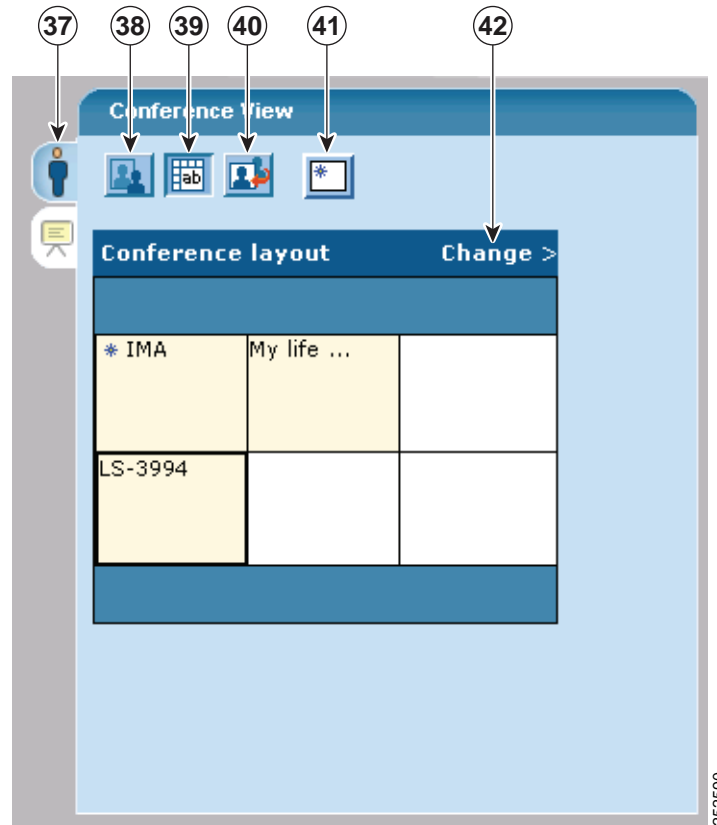 37 38 39 40 41 42
Conference View
ab
Conference layout Change >
* IMA My life ...
LS-3994